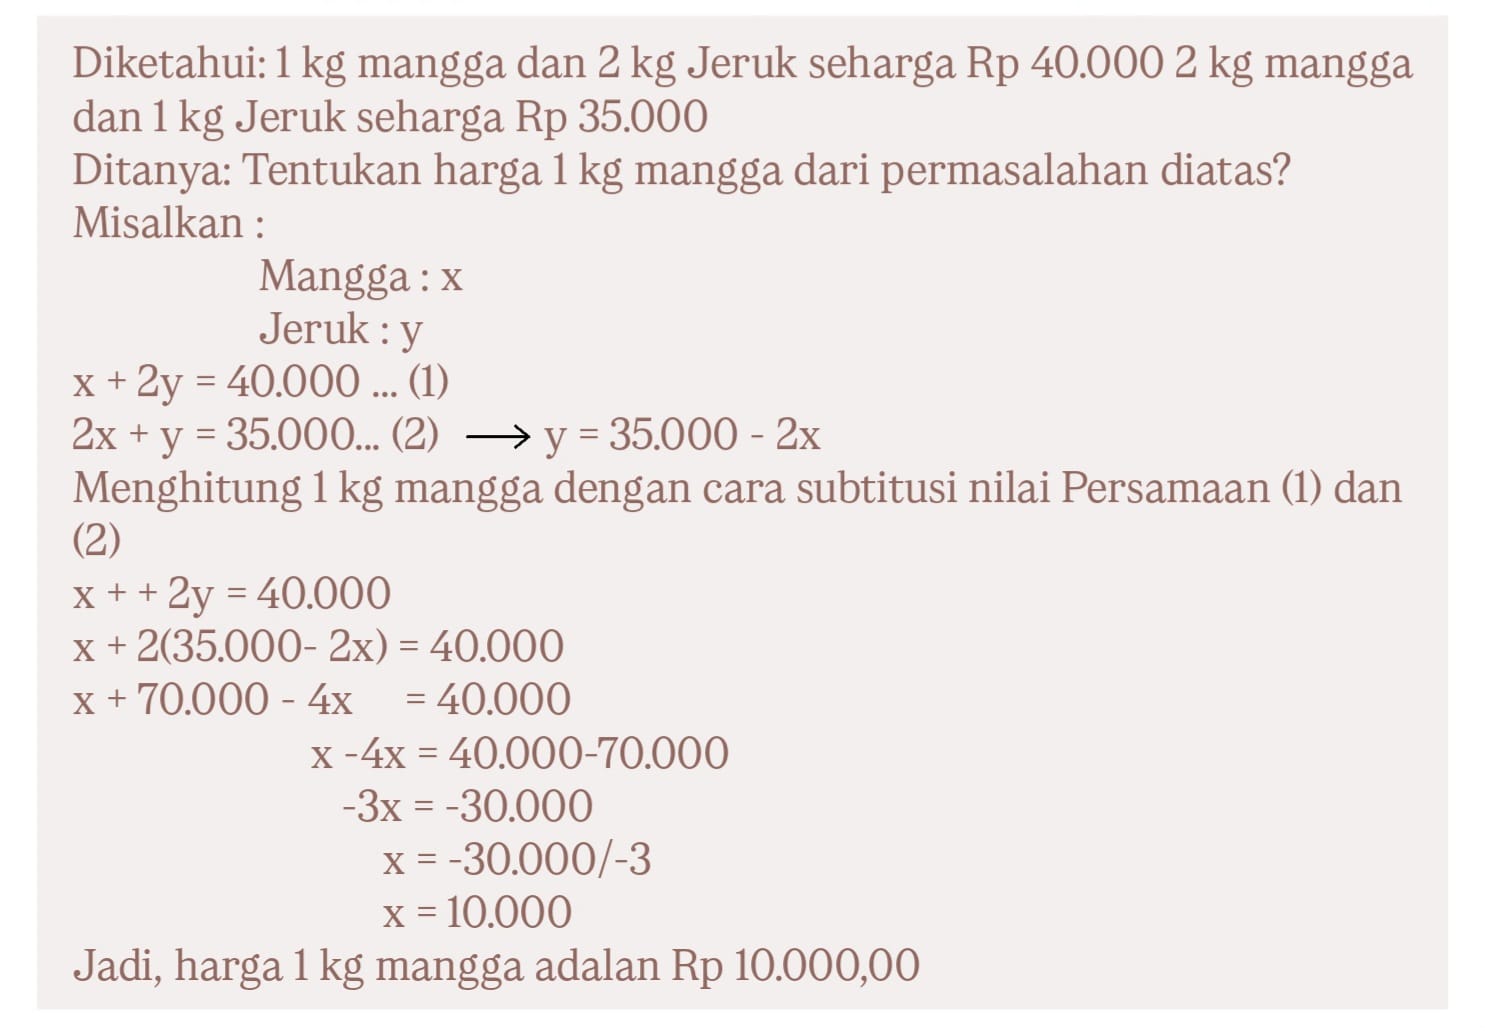 Diketahui: 1 kg mangga dan 2 kg Jeruk seharga Rp 40.000 2 kg mangga
dan 1 kg Jeruk seharga Rp 35.000
Ditanya: Tentukan harga 1 kg mangga dari permasalahan diatas?
Misalkan :
Mangga : x
Jeruk : y
x + 2y = 40.000 ... (1)
2x + y = 35.000... (2) ⟶ y = 35.000 - 2x
Menghitung 1 kg mangga dengan cara subtitusi nilai Persamaan (1) dan
(2)
x + + 2y = 40.000
x + 2(35.000- 2x) = 40.000
x + 70.000 - 4x = 40.000
x -4x = 40.000-70.000
-3x = -30.000
x = -30.000/-3
x = 10.000
Jadi, harga 1 kg mangga adalan Rp 10.000,00